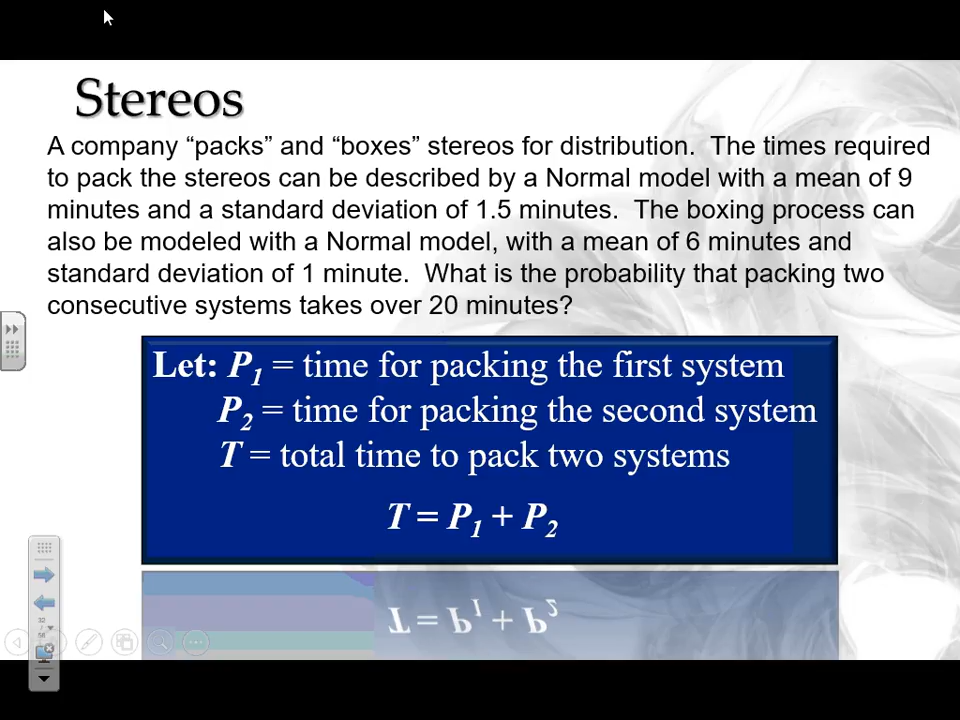 Stereos
A company “packs” and “boxes” stereos for distribution.  The times required
to pack the stereos can be described by a Normal model with a mean of 9
minutes and a standard deviation of 1.5 minutes.  The boxing process can
also be modeled with a Normal model, with a mean of 6 minutes and
standard deviation of 1 minute.  What is the probability that packing two
consecutive systems takes over 20 minutes?
Let: P₁ = time for packing the first system
P₂ = time for packing the second system
T = total time to pack two systems
T = P₁ + P₂
32
/
58